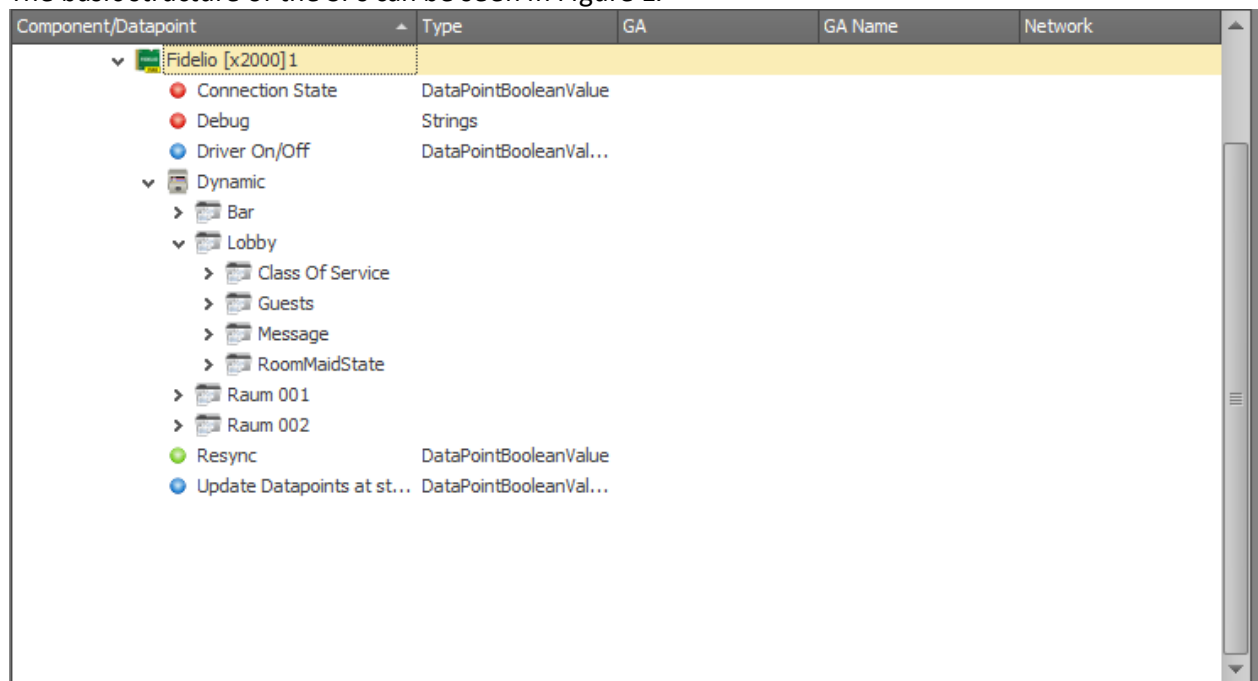 Component/Datapoint Type GA GA Name Network
Fidelio [x2000]1
Connection State DataPointBooleanValue
Debug Strings
Driver On/Off DataPointBooleanVal...
Dynamic
Bar
Lobby
Class Of Service
Guests
Message
RoomMaidState
Raum 001
Raum 002
Resync DataPointBooleanValue
Update Datapoints at st... DataPointBooleanVal...